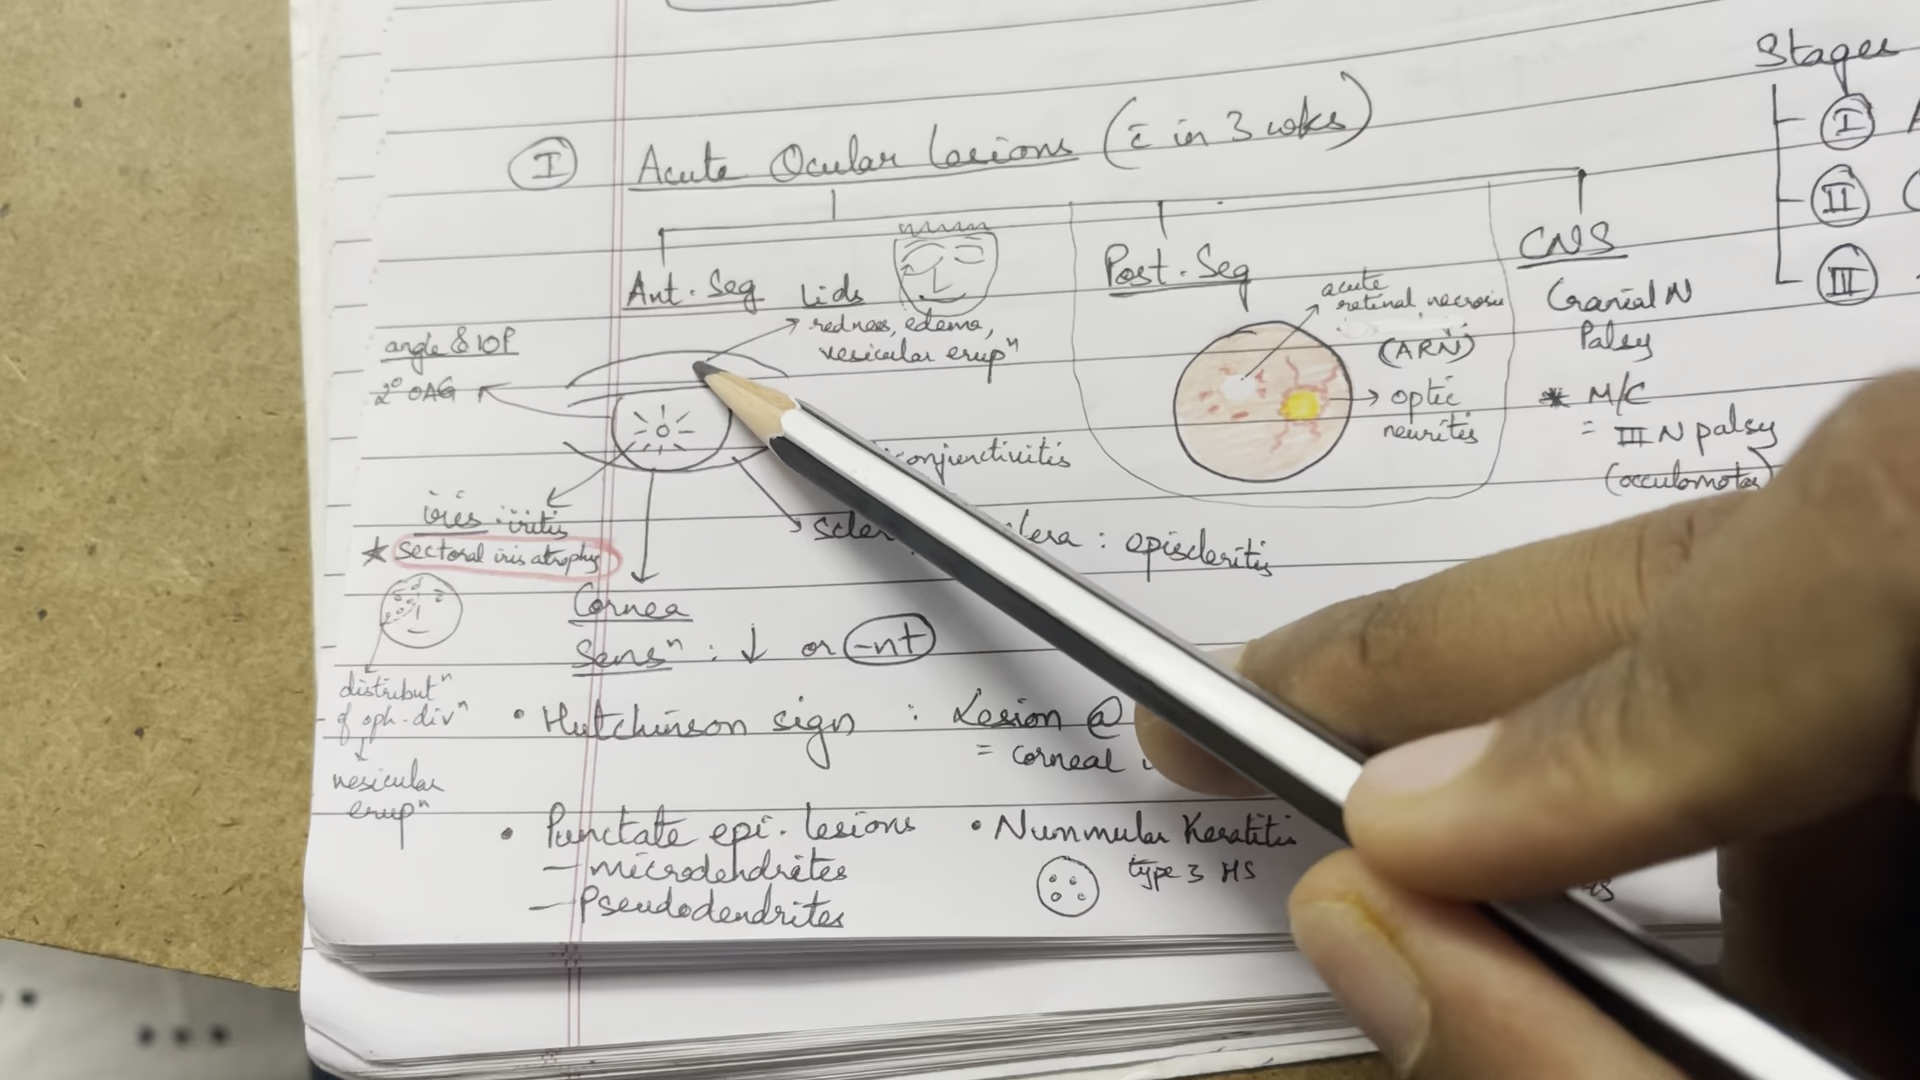 Stages
I
II
III
I Acute Ocular Lesions (c̄ in 3 wks)
Ant. Seg
Lids
redness, edema,
vesicular erupⁿ
angle & IOP
2° OAG
conjunctivitis
iris : iritis
★ Sectoral iris atrophy
: episcleritis
distributⁿ
of oph. divⁿ
vesicular
erupⁿ
Cornea
Sensⁿ : ↓ or -nt
• Hutchinson sign : Lesion @
= corneal
• Punctate epi. lesions
— microdendrites
— Pseudodendrites
• Nummular Keratitis
type 3 HS
Post. Seg
acute
retinal necrosis
(ARN)
→ optic
neuritis
CNS
Cranial N
Palsy
* M/C
= III N palsy
(occulomotor)